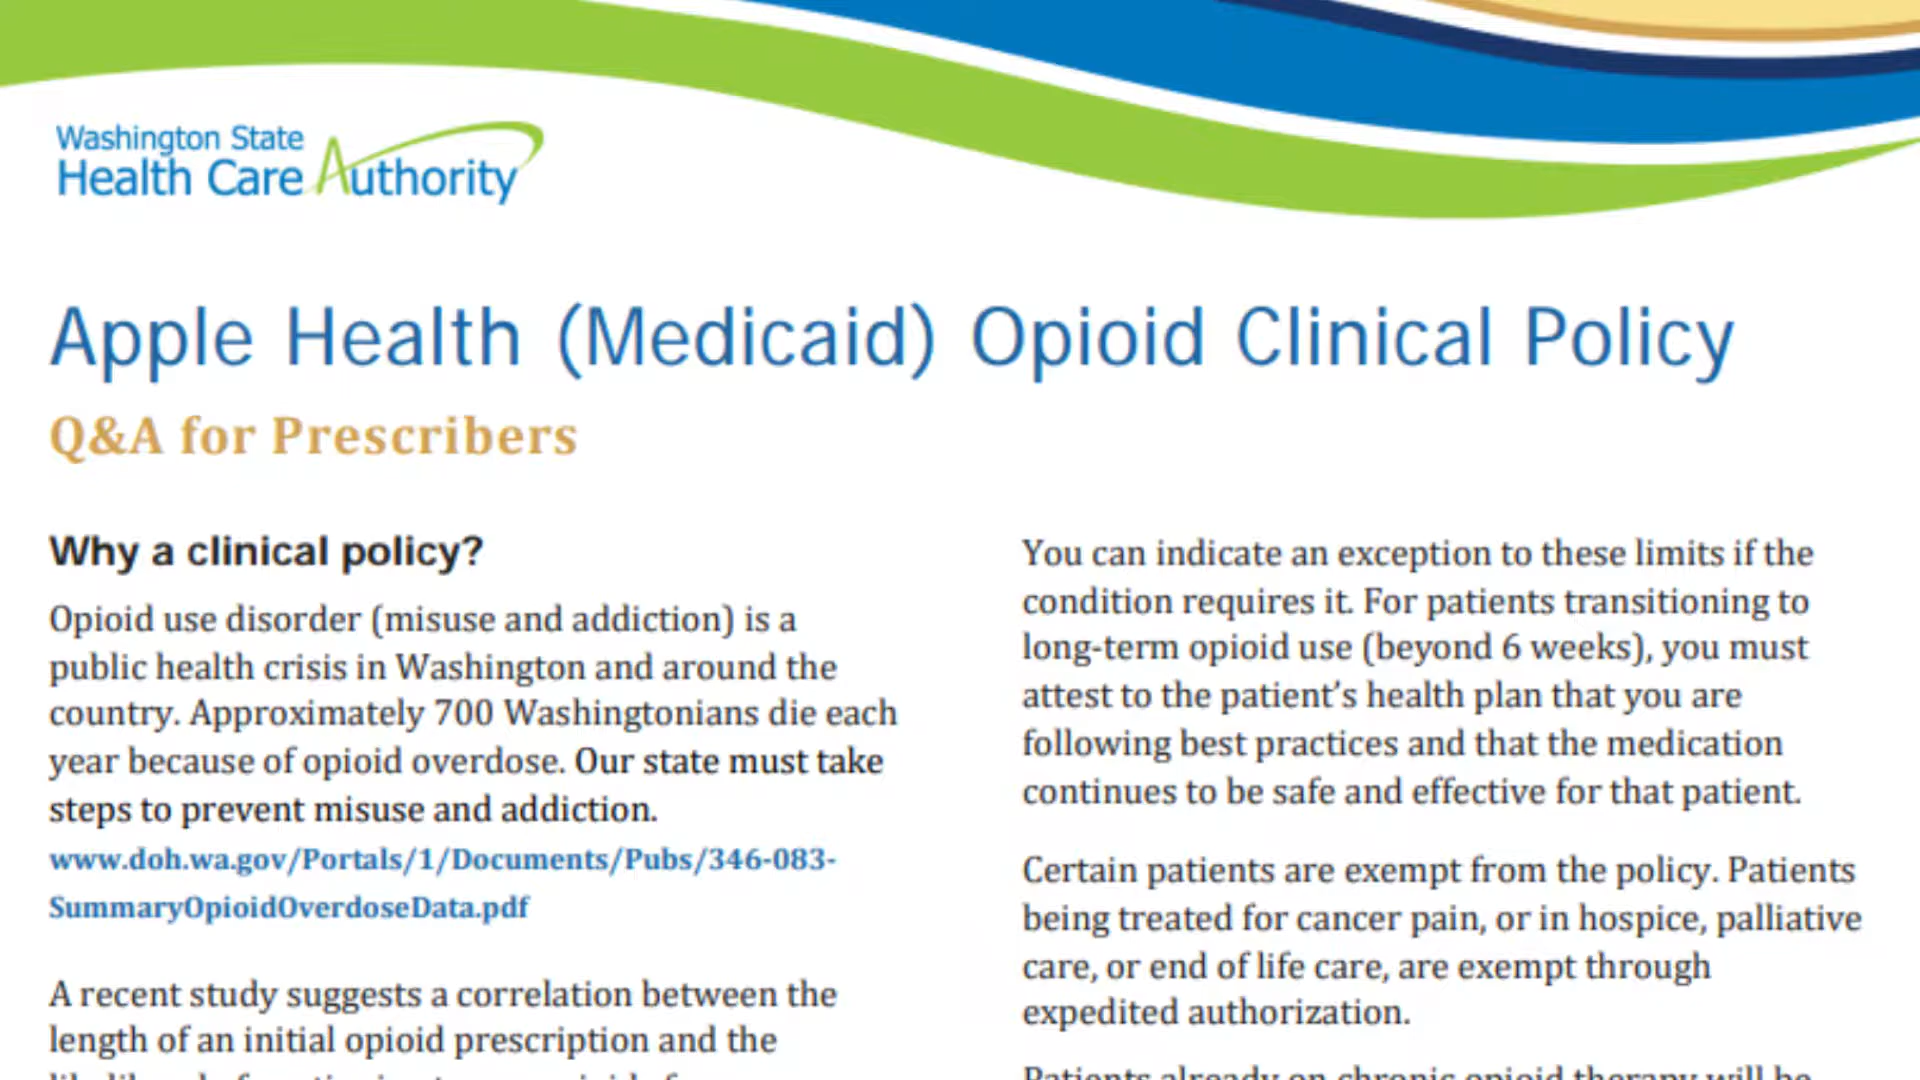 Washington State
Health Care Authority
Apple Health (Medicaid) Opioid Clinical Policy
Q&A for Prescribers
Why a clinical policy?
Opioid use disorder (misuse and addiction) is a
public health crisis in Washington and around the
country. Approximately 700 Washingtonians die each
year because of opioid overdose. Our state must take
steps to prevent misuse and addiction.
www.doh.wa.gov/Portals/1/Documents/Pubs/346-083-
SummaryOpioidOverdoseData.pdf
A recent study suggests a correlation between the
length of an initial opioid prescription and the
You can indicate an exception to these limits if the
condition requires it. For patients transitioning to
long-term opioid use (beyond 6 weeks), you must
attest to the patient's health plan that you are
following best practices and that the medication
continues to be safe and effective for that patient.
Certain patients are exempt from the policy. Patients
being treated for cancer pain, or in hospice, palliative
care, or end of life care, are exempt through
expedited authorization.
Patients already on chronic opioid therapy will be